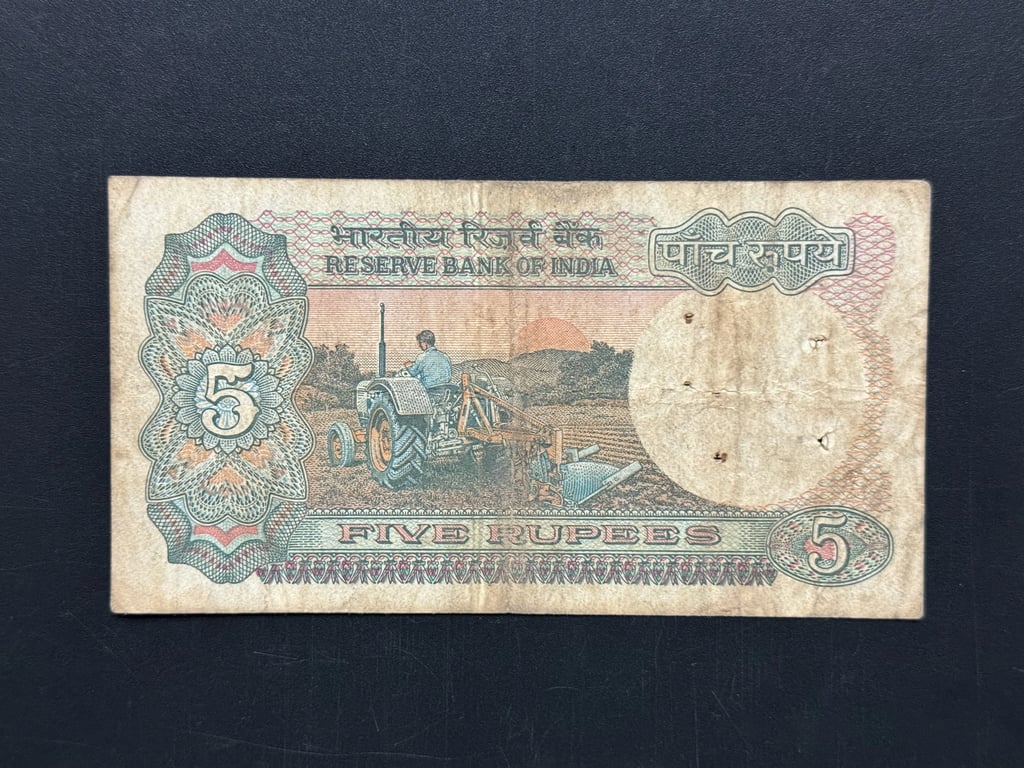 भारतीय रिज़र्व बैंक
RESERVE BANK OF INDIA
पाँच रूपये
5
FIVE RUPEES
5